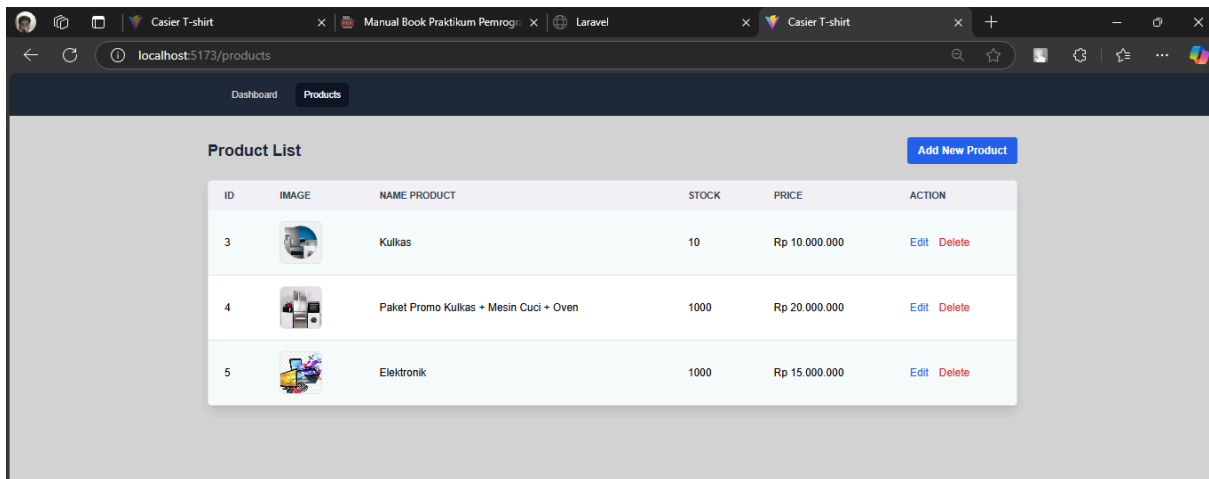 Casier T-shirt
Manual Book Praktikum Pemrogr
Laravel
Casier T-shirt
localhost:5173/products
Dashboard Products
Product List
Add New Product
ID IMAGE NAME PRODUCT STOCK PRICE ACTION
3 Kulkas 10 Rp 10.000.000 Edit Delete
4 Paket Promo Kulkas + Mesin Cuci + Oven 1000 Rp 20.000.000 Edit Delete
5 Elektronik 1000 Rp 15.000.000 Edit Delete